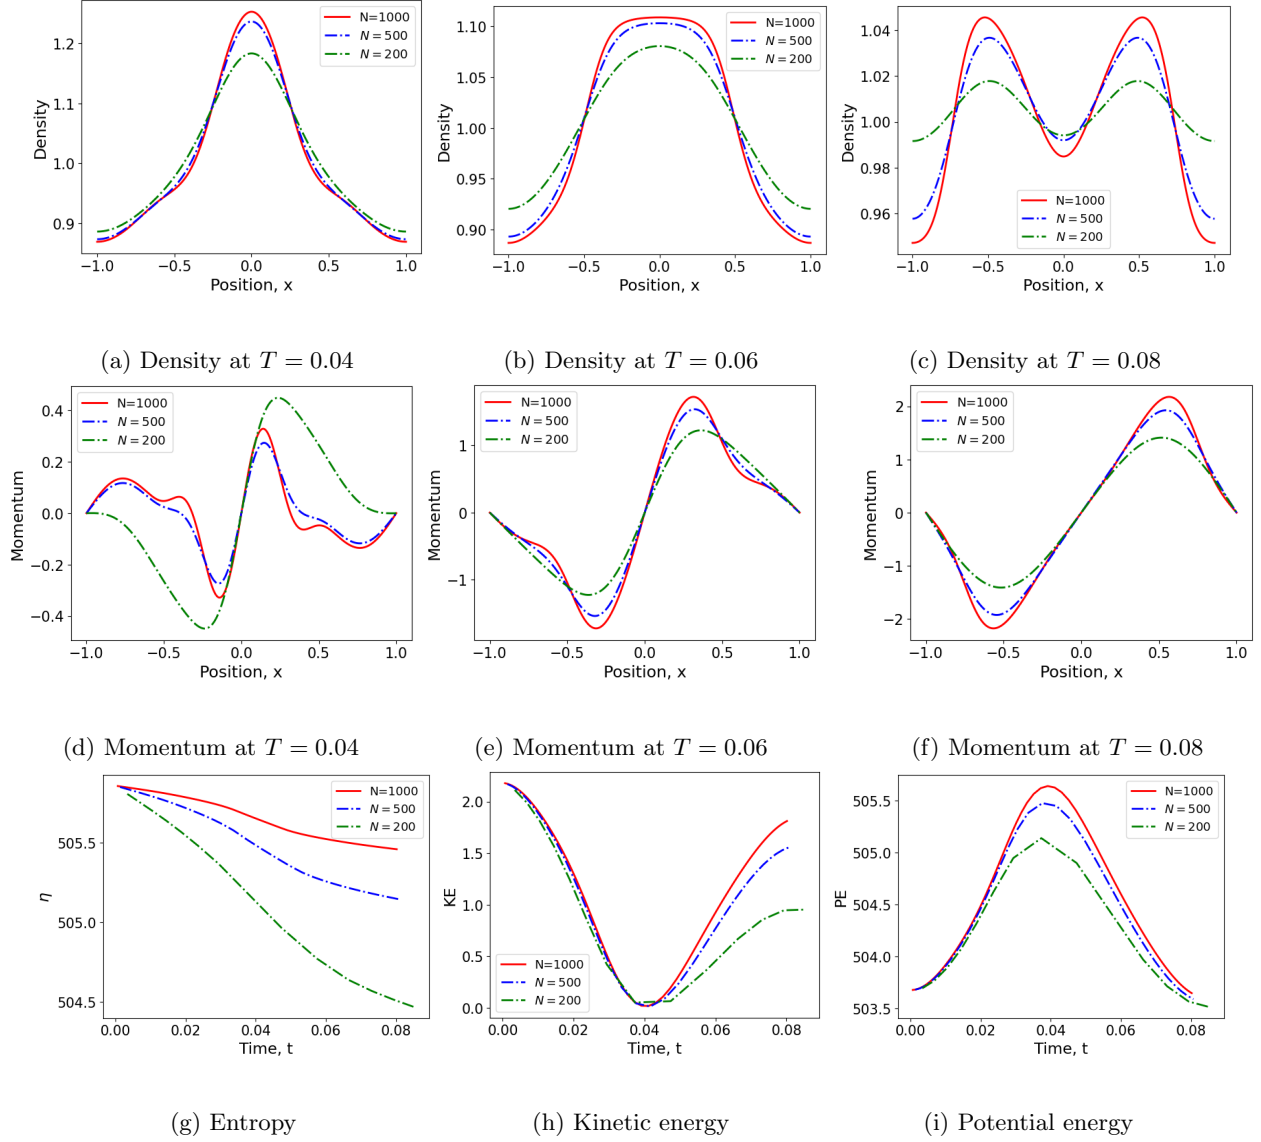 N=1000
N = 500
N = 200
Density
1.2
1.1
1.0
0.9
−1.0 −0.5 0.0 0.5 1.0
Position, x
N=1000
N = 500
N = 200
Density
1.10
1.05
1.00
0.95
0.90
−1.0 −0.5 0.0 0.5 1.0
Position, x
N=1000
N = 500
N = 200
Density
1.04
1.02
1.00
0.98
0.96
−1.0 −0.5 0.0 0.5 1.0
Position, x
(a) Density at T = 0.04
(b) Density at T = 0.06
(c) Density at T = 0.08
N=1000
N = 500
N = 200
Momentum
0.4
0.2
0.0
−0.2
−0.4
−1.0 −0.5 0.0 0.5 1.0
Position, x
N=1000
N = 500
N = 200
Momentum
1
0
−1
−1.0 −0.5 0.0 0.5 1.0
Position, x
N=1000
N = 500
N = 200
Momentum
2
1
0
−1
−2
−1.0 −0.5 0.0 0.5 1.0
Position, x
(d) Momentum at T = 0.04
(e) Momentum at T = 0.06
(f) Momentum at T = 0.08
N=1000
N = 500
N = 200
η
505.5
505.0
504.5
0.00 0.02 0.04 0.06 0.08
Time, t
N=1000
N = 500
N = 200
KE
2.0
1.5
1.0
0.5
0.0
0.00 0.02 0.04 0.06 0.08
Time, t
N=1000
N = 500
N = 200
PE
505.5
505.0
504.5
504.0
503.5
0.00 0.02 0.04 0.06 0.08
Time, t
(g) Entropy
(h) Kinetic energy
(i) Potential energy